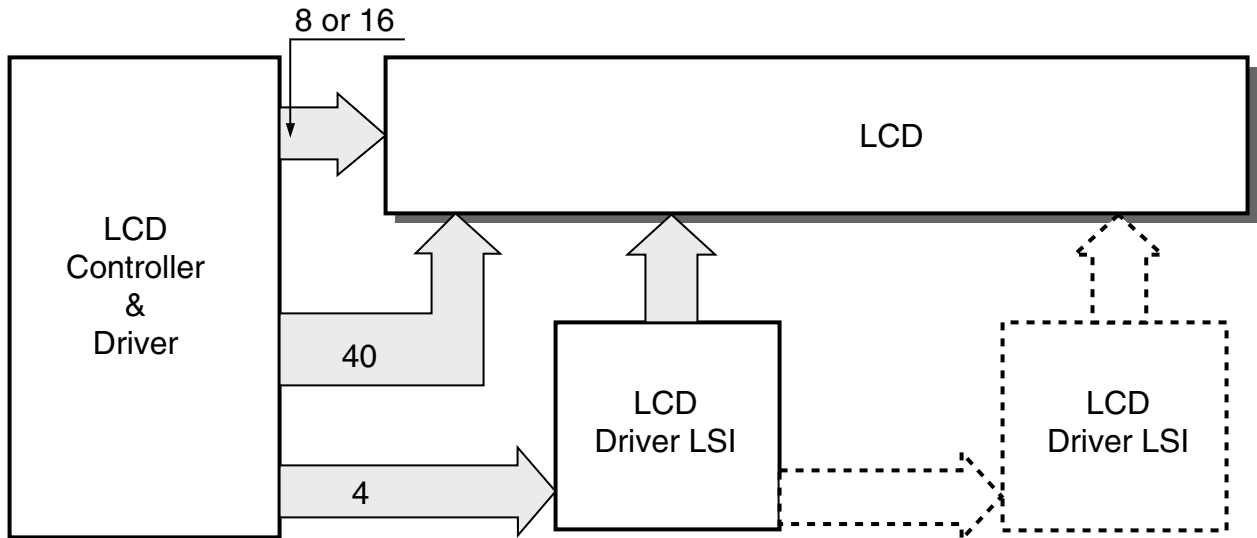 8 or 16
LCD
LCD
Controller
&
Driver
40
LCD
Driver LSI
LCD
Driver LSI
4